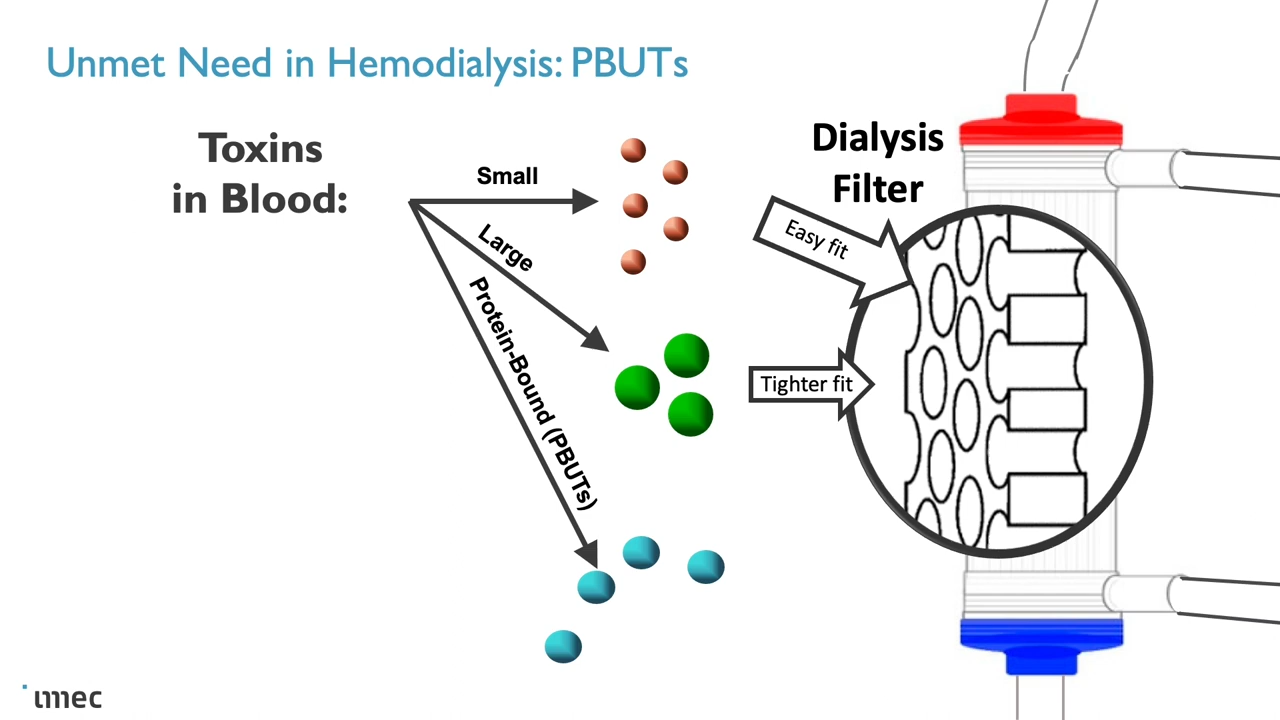 Unmet Need in Hemodialysis: PBUTs
Toxins
in Blood:
Small
Large
Protein-Bound (PBUTs)
Dialysis
Filter
Easy fit
Tighter fit
imec